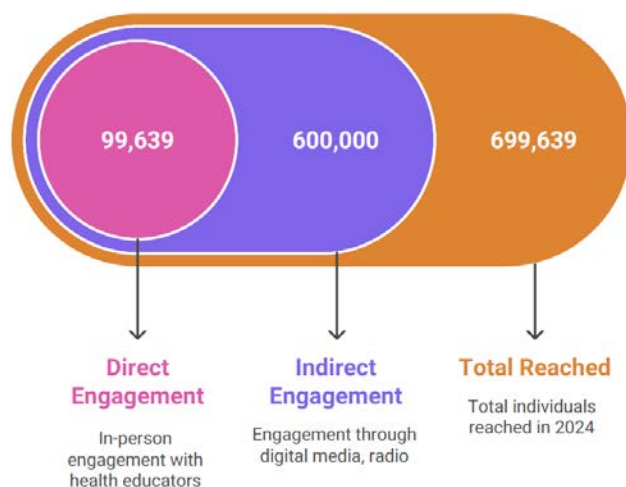 99,639
600,000
699,639
Direct
Engagement
In-person
engagement with
health educators
Indirect
Engagement
Engagement through
digital media, radio
Total Reached
Total individuals
reached in 2024